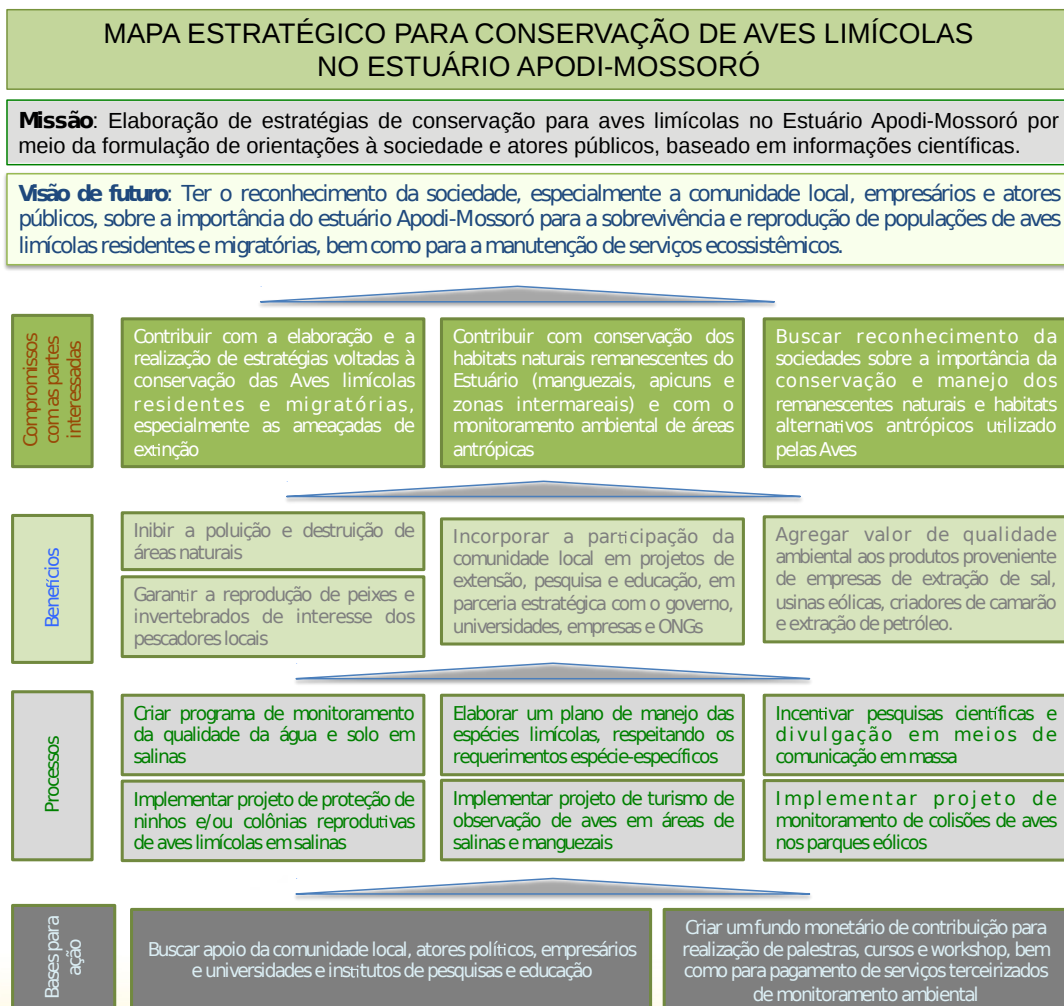 MAPA ESTRATÉGICO PARA CONSERVAÇÃO DE AVES LIMÍCOLAS
NO ESTUÁRIO APODI-MOSSORÓ
Missão: Elaboração de estratégias de conservação para aves limícolas no Estuário Apodi-Mossoró por
meio da formulação de orientações à sociedade e atores públicos, baseado em informações científicas.
Visão de futuro: Ter o reconhecimento da sociedade, especialmente a comunidade local, empresários e atores
públicos, sobre a importância do estuário Apodi-Mossoró para a sobrevivência e reprodução de populações de aves
limícolas residentes e migratórias, bem como para a manutenção de serviços ecossistêmicos.
Compromissos
com as partes
interessadas
Contribuir com a elaboração e a
realização de estratégias voltadas à
conservação das Aves limícolas
residentes e migratórias,
especialmente as ameaçadas de
extinção
Contribuir com conservação dos
habitats naturais remanescentes do
Estuário (manguezais, apicuns e
zonas intermareais) e com o
monitoramento ambiental de áreas
antrópicas
Buscar reconhecimento da
sociedades sobre a importância da
conservação e manejo dos
remanescentes naturais e habitats
alternativos antrópicos utilizado
pelas Aves
Benefícios
Inibir a poluição e destruição de
áreas naturais
Garantir a reprodução de peixes e
invertebrados de interesse dos
pescadores locais
Incorporar a participação da
comunidade local em projetos de
extensão, pesquisa e educação, em
parceria estratégica com o governo,
universidades, empresas e ONGs
Agregar valor de qualidade
ambiental aos produtos proveniente
de empresas de extração de sal,
usinas eólicas, criadores de camarão
e extração de petróleo.
Processos
Criar programa de monitoramento
da qualidade da água e solo em
salinas
Elaborar um plano de manejo das
espécies limícolas, respeitando os
requerimentos espécie-específicos
Incentivar pesquisas científicas e
divulgação em meios de
comunicação em massa
Implementar projeto de proteção de
ninhos e/ou colônias reprodutivas
de aves limícolas em salinas
Implementar projeto de turismo de
observação de aves em áreas de
salinas e manguezais
Implementar projeto de
monitoramento de colisões de aves
nos parques eólicos
Bases para
ação
Buscar apoio da comunidade local, atores políticos, empresários
e universidades e institutos de pesquisas e educação
Criar um fundo monetário de contribuição para
realização de palestras, cursos e workshop, bem
como para pagamento de serviços terceirizados
de monitoramento ambiental